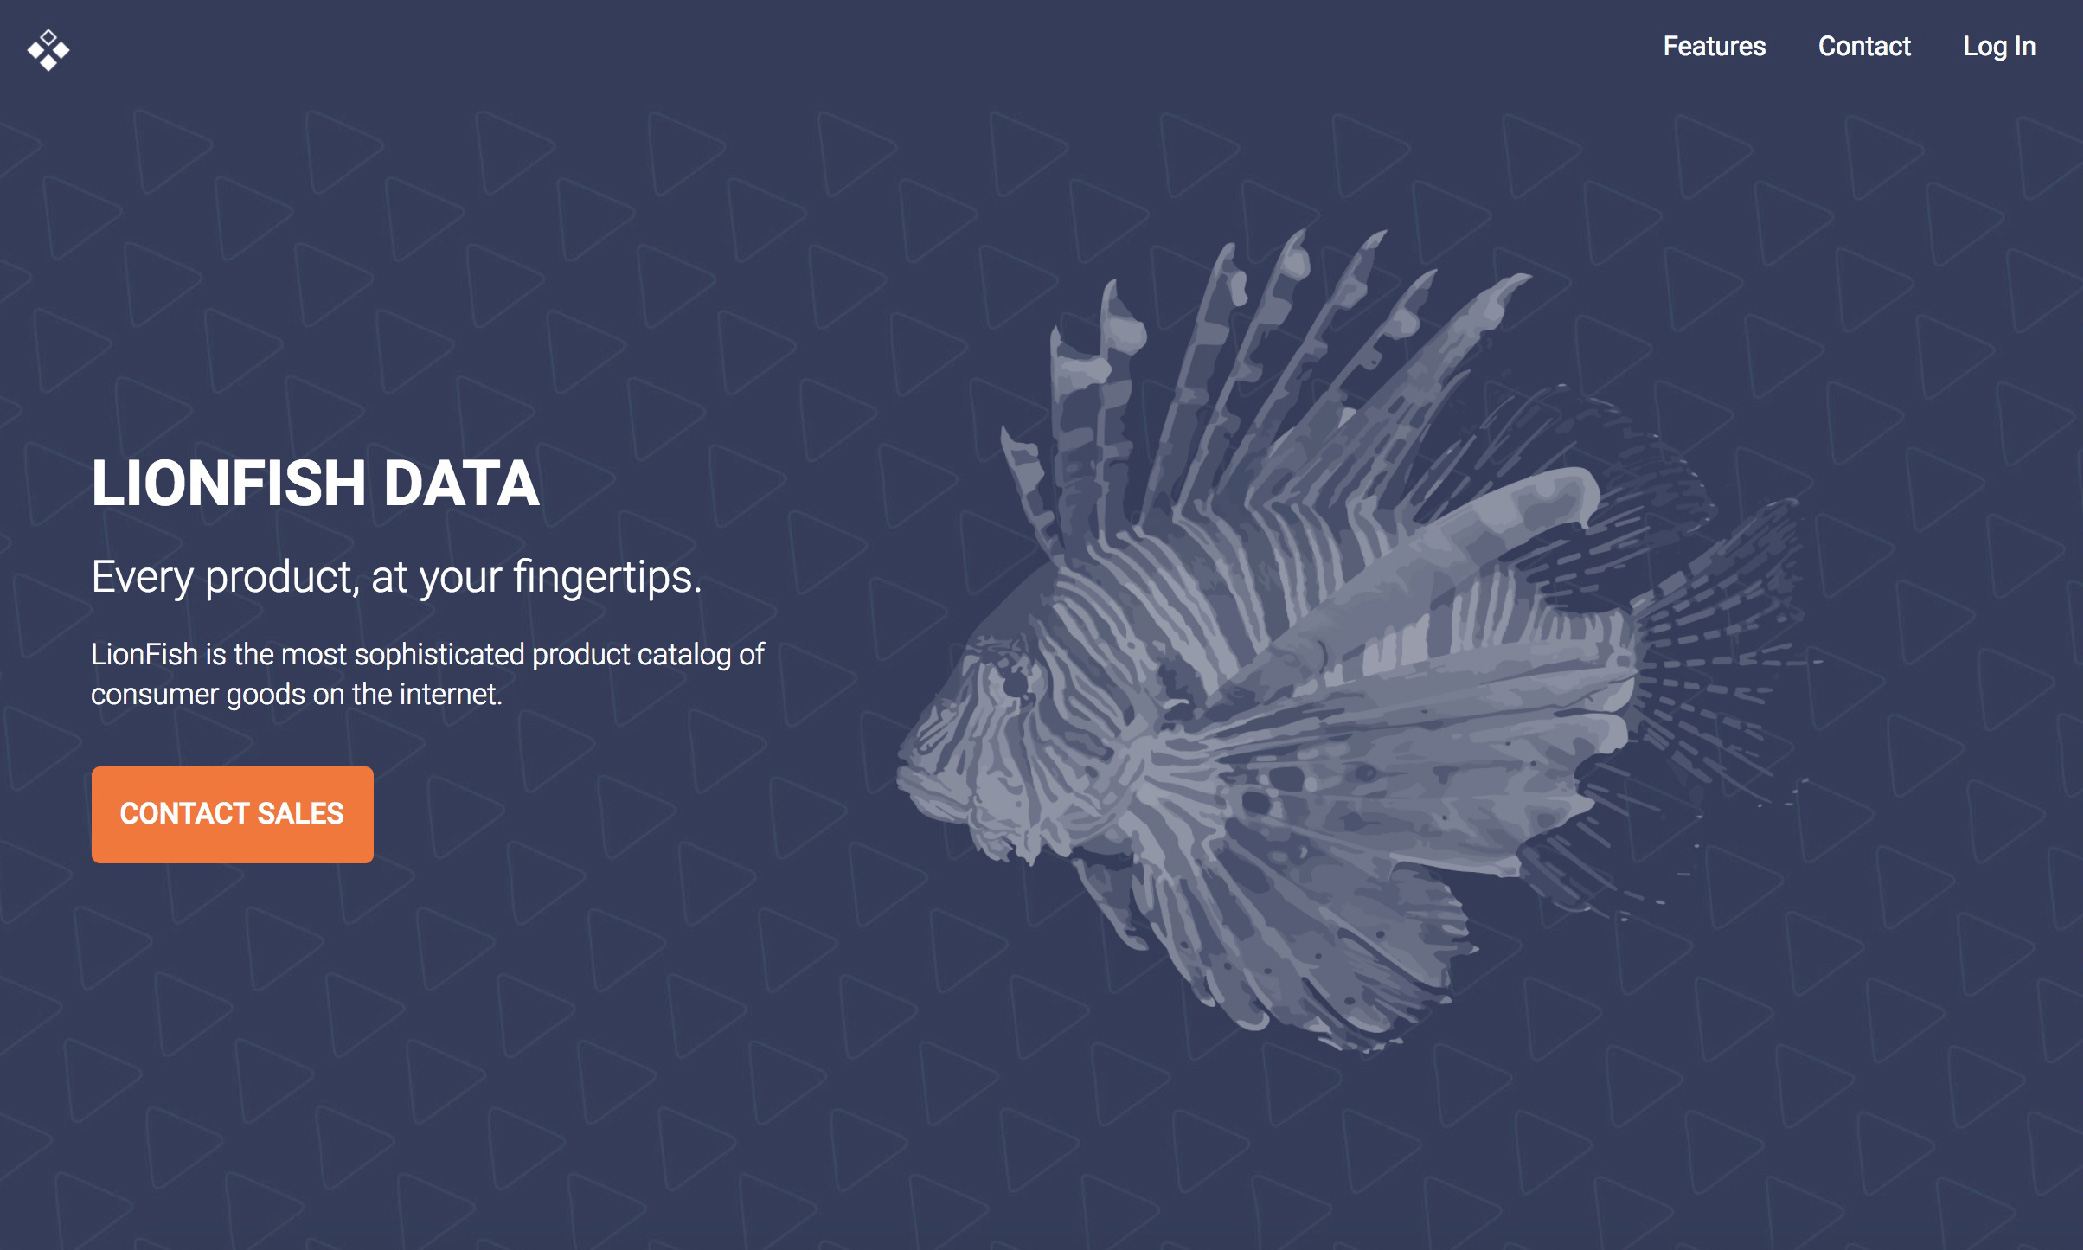 Features Contact Log In
LIONFISH DATA
Every product, at your fingertips.
LionFish is the most sophisticated product catalog of
consumer goods on the internet.
CONTACT SALES